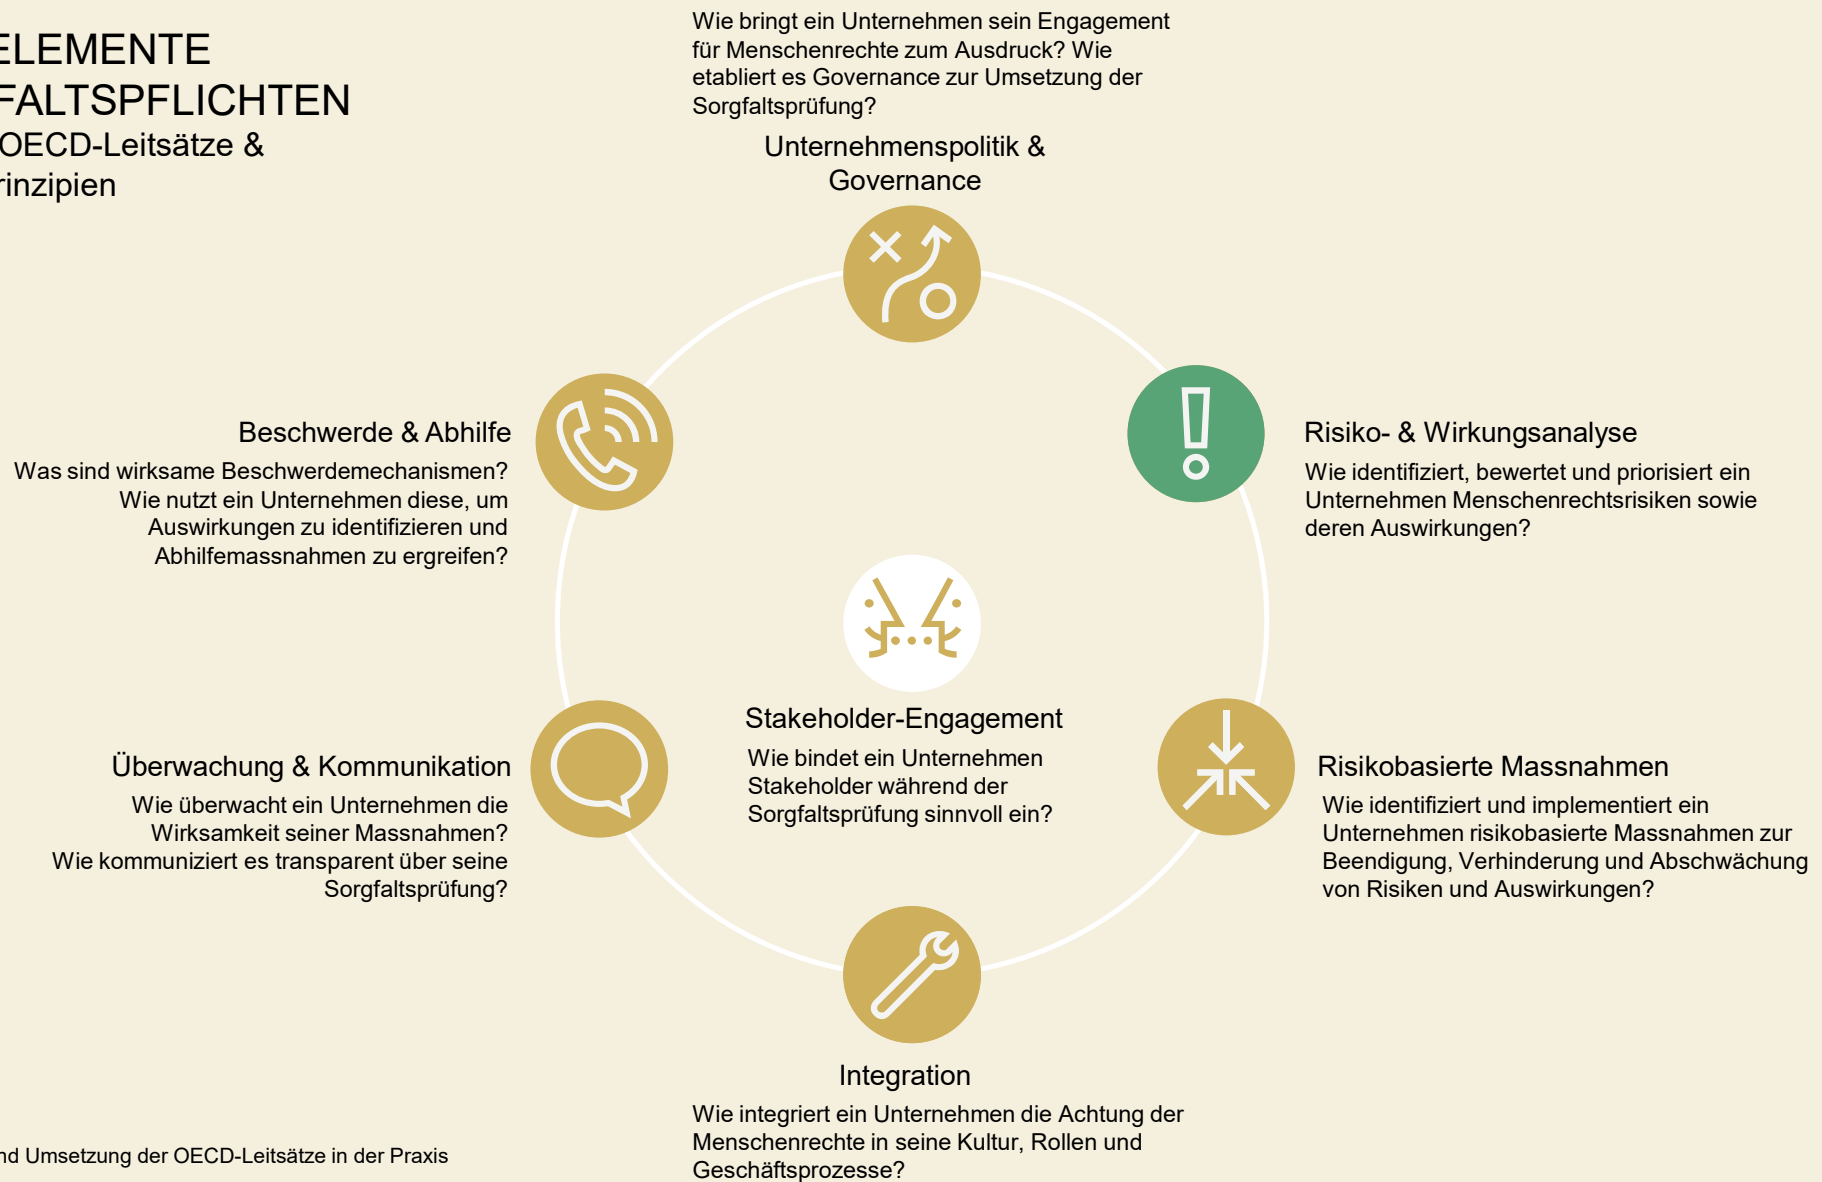 ELEMENTE
FALTSPFLICHTEN
OECD-Leitsätze &
rinzipien
Wie bringt ein Unternehmen sein Engagement
für Menschenrechte zum Ausdruck? Wie
etabliert es Governance zur Umsetzung der
Sorgfaltsprüfung?
Unternehmenspolitik &
Governance
Risiko- & Wirkungsanalyse
Wie identifiziert, bewertet und priorisiert ein
Unternehmen Menschenrechtsrisiken sowie
deren Auswirkungen?
Risikobasierte Massnahmen
Wie identifiziert und implementiert ein
Unternehmen risikobasierte Massnahmen zur
Beendigung, Verhinderung und Abschwächung
von Risiken und Auswirkungen?
Integration
Wie integriert ein Unternehmen die Achtung der
Menschenrechte in seine Kultur, Rollen und
Geschäftsprozesse?
Überwachung & Kommunikation
Wie überwacht ein Unternehmen die
Wirksamkeit seiner Massnahmen?
Wie kommuniziert es transparent über seine
Sorgfaltsprüfung?
Beschwerde & Abhilfe
Was sind wirksame Beschwerdemechanismen?
Wie nutzt ein Unternehmen diese, um
Auswirkungen zu identifizieren und
Abhilfemassnahmen zu ergreifen?
Stakeholder-Engagement
Wie bindet ein Unternehmen
Stakeholder während der
Sorgfaltsprüfung sinnvoll ein?
nd Umsetzung der OECD-Leitsätze in der Praxis